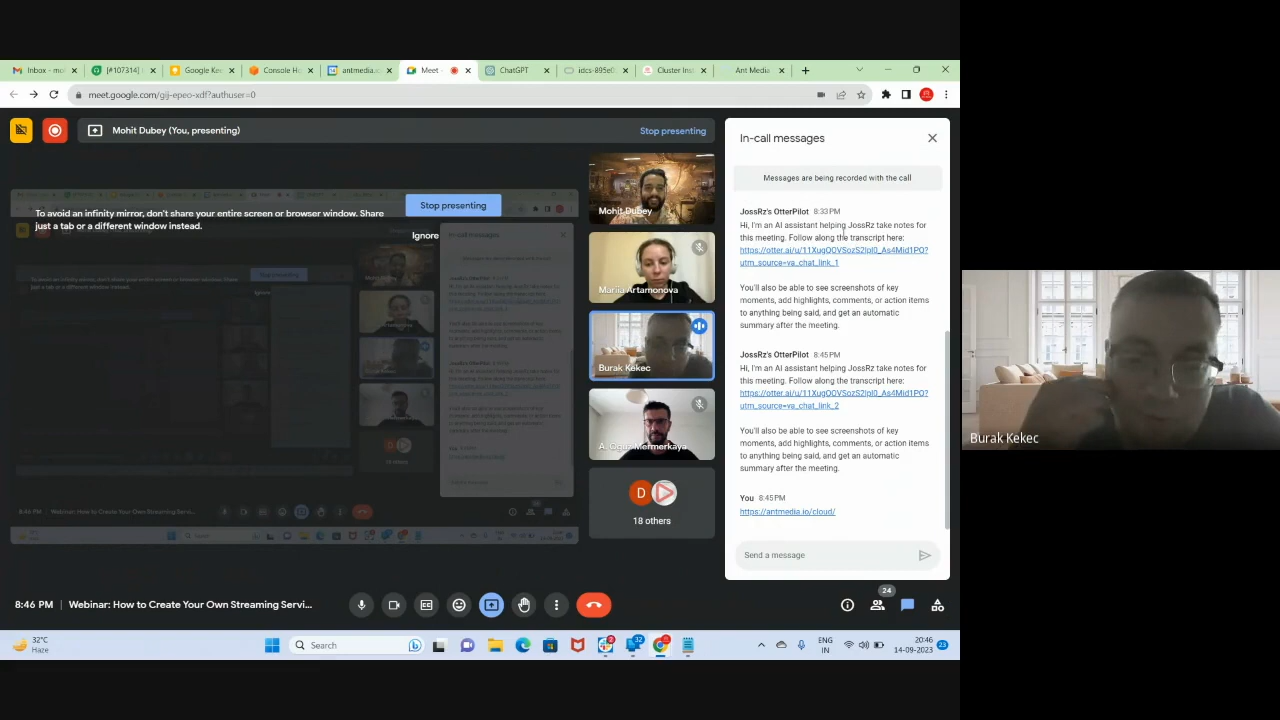 Inbox - mo
[#107314]
Google Ke
Console Ho
antmedia.
Meet -
ChatGPT
idcs-895e0
Cluster Ins
Ant Media
meet.google.com/gij-epeo-xdf?authuser=0
Mohit Dubey (You, presenting)
Stop presenting
To avoid an infinity mirror, don't share your entire screen or browser window. Share
just a tab or a different window instead.
Stop presenting
Ignore
Mohit Dubey
Mariia Artamonova
Burak Kekec
A. Oğuz Mermerkaya
D
18 others
In-call messages
Messages are being recorded with the call
JossRz's OtterPilot 8:33 PM
Hi, I'm an AI assistant helping JossRz take notes for
this meeting. Follow along the transcript here:
utm_source=va_chat_link_1
You'll also be able to see screenshots of key
moments, add highlights, comments, or action items
to anything being said, and get an automatic
summary after the meeting.
JossRz's OtterPilot 8:45 PM
Hi, I'm an AI assistant helping JossRz take notes for
this meeting. Follow along the transcript here:
utm_source=va_chat_link_2
You'll also be able to see screenshots of key
moments, add highlights, comments, or action items
to anything being said, and get an automatic
summary after the meeting.
You 8:45 PM
https://antmedia.io/cloud/
Send a message
Burak Kekec
8:46 PM | Webinar: How to Create Your Own Streaming Servi...
24
32°C
Haze
Search
ENG
IN
20:46
14-09-2023
23